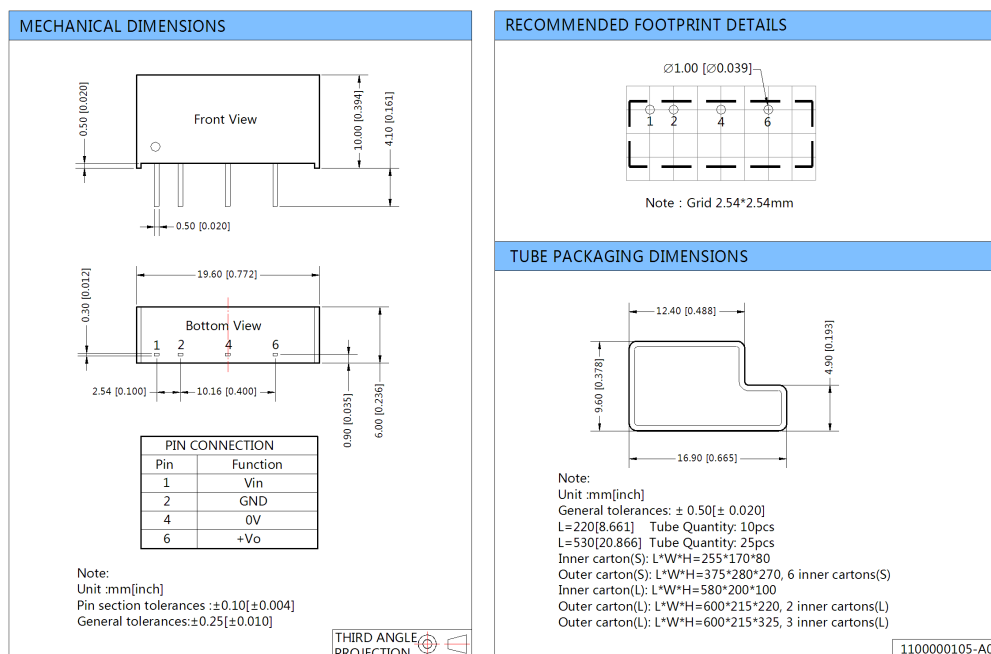 MECHANICAL DIMENSIONS
0.50 [0.020]
Front View
10.00 [0.394]
4.10 [0.161]
0.50 [0.020]
19.60 [0.772]
0.30 [0.012]
Bottom View
1 2 4 6
2.54 [0.100]
10.16 [0.400]
0.90 [0.035]
6.00 [0.236]
PIN CONNECTION
Pin Function
1 Vin
2 GND
4 0V
6 +Vo
Note:
Unit :mm[inch]
Pin section tolerances :±0.10[±0.004]
General tolerances:±0.25[±0.010]
THIRD ANGLE
PROJECTION
RECOMMENDED FOOTPRINT DETAILS
∅1.00 [∅0.039]
1 2 4 6
Note : Grid 2.54*2.54mm
TUBE PACKAGING DIMENSIONS
12.40 [0.488]
9.60 [0.378]
4.90 [0.193]
16.90 [0.665]
Note:
Unit :mm[inch]
General tolerances: ± 0.50[± 0.020]
L=220[8.661] Tube Quantity: 10pcs
L=530[20.866] Tube Quantity: 25pcs
Inner carton(S): L*W*H=255*170*80
Outer carton(S): L*W*H=375*280*270, 6 inner cartons(S)
Inner carton(L): L*W*H=580*200*100
Outer carton(L): L*W*H=600*215*220, 2 inner cartons(L)
Outer carton(L): L*W*H=600*215*325, 3 inner cartons(L)
1100000105-A0